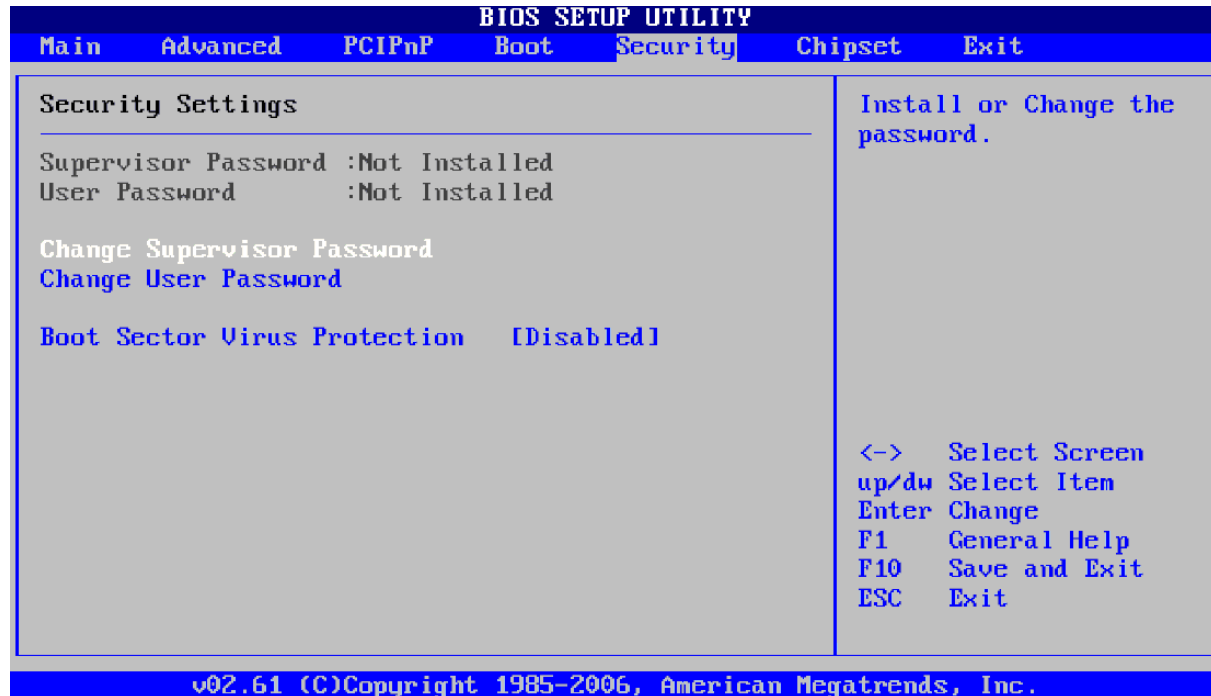 BIOS SETUP UTILITY
Main Advanced PCIPnP Boot Security Chipset Exit
Security Settings
Supervisor Password :Not Installed
User Password :Not Installed
Change Supervisor Password
Change User Password
Boot Sector Virus Protection [Disabled]
Install or Change the
password.
<-> Select Screen
up/dw Select Item
Enter Change
F1 General Help
F10 Save and Exit
ESC Exit
v02.61 (C)Copyright 1985-2006, American Megatrends, Inc.